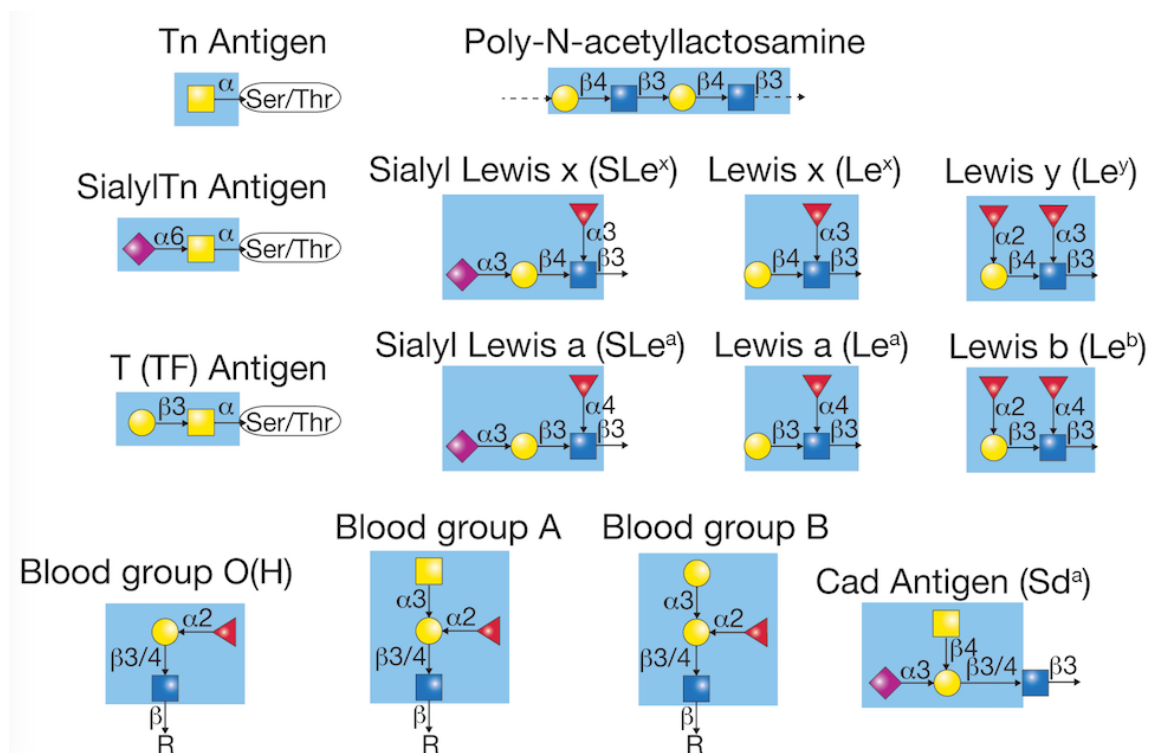 Tn Antigen
α
Ser/Thr
Poly-N-acetyllactosamine
β4 β3 β4 β3
SialylTn Antigen
α6 α
Ser/Thr
Sialyl Lewis x (SLeˣ)
α3
α3 β4 β3
Lewis x (Leˣ)
α3
β4 β3
Lewis y (Leʸ)
α2 α3
β4 β3
T (TF) Antigen
β3 α
Ser/Thr
Sialyl Lewis a (SLeᵃ)
α4
α3 β3 β3
Lewis a (Leᵃ)
α4
β3 β3
Lewis b (Leᵇ)
α2 α4
β3 β3
Blood group O(H)
α2
β3/4
β
R
Blood group A
α3
α2
β3/4
β
R
Blood group B
α3
α2
β3/4
β
R
Cad Antigen (Sdᵃ)
β4
α3 β3/4 β3